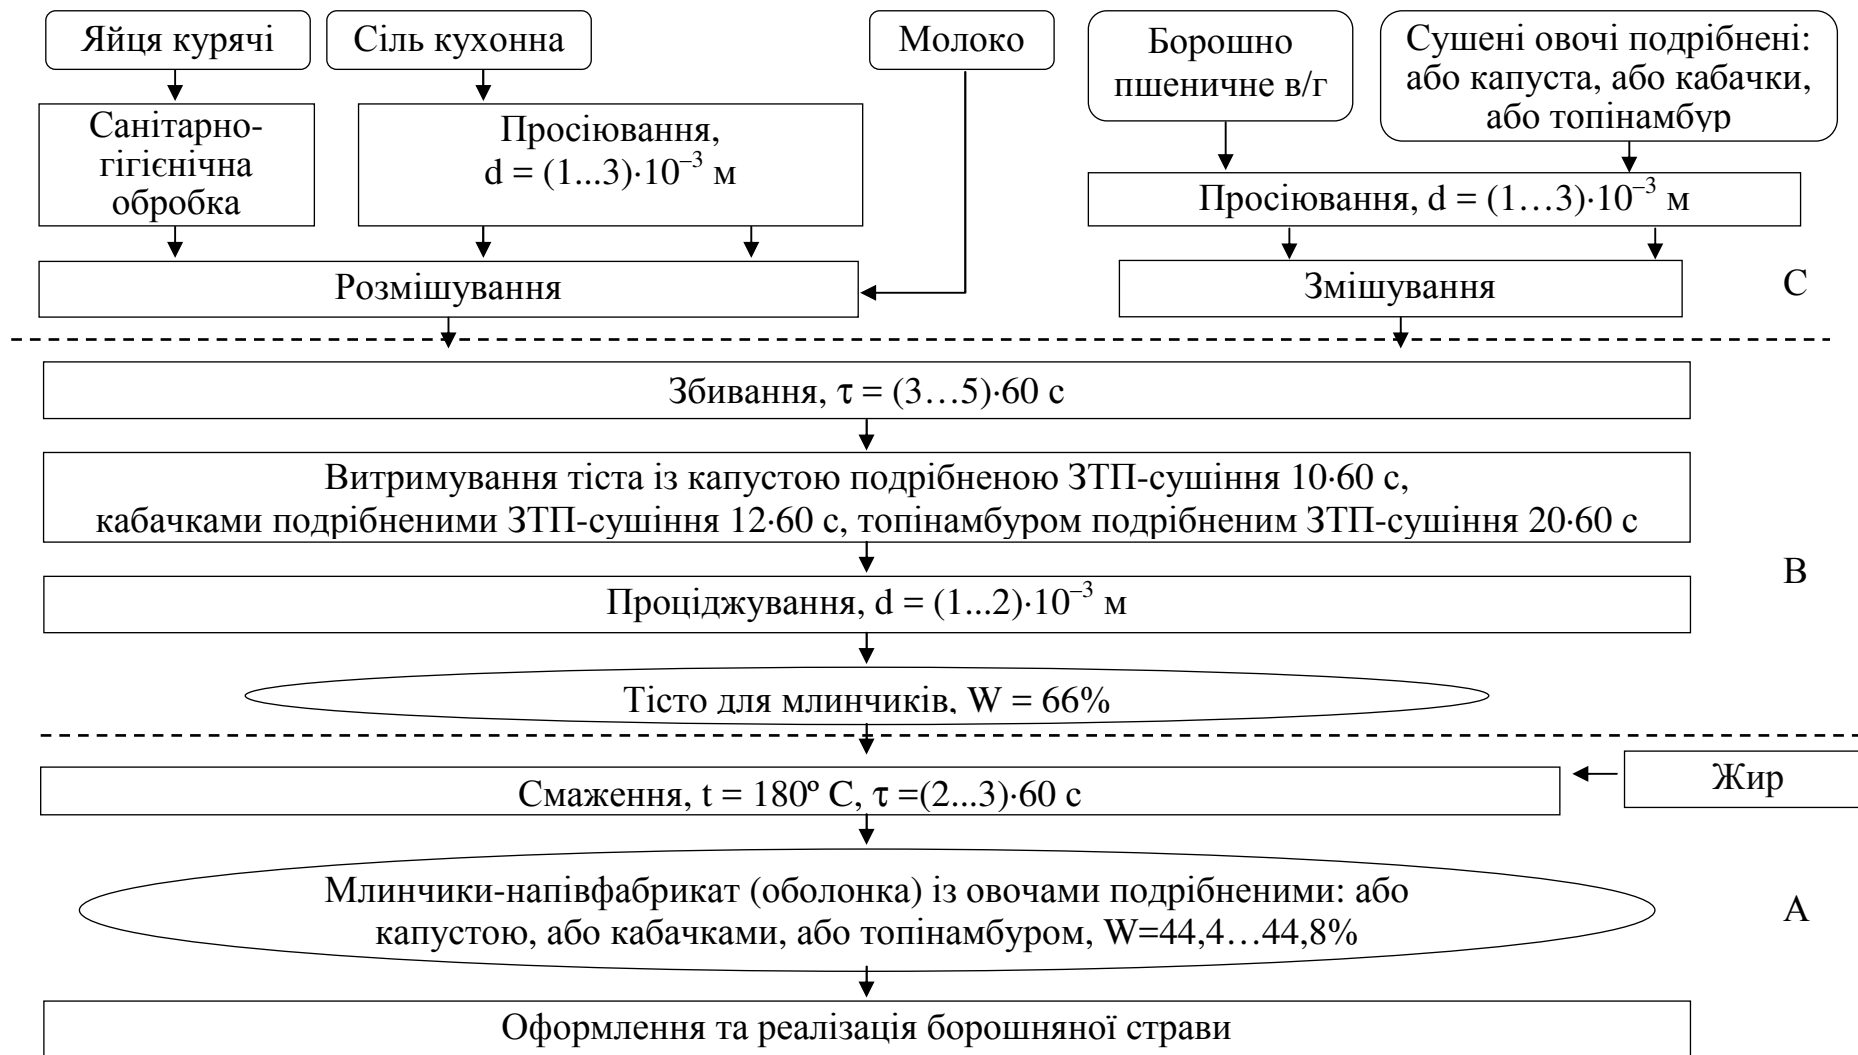 Яйця курячі
Сіль кухонна
Молоко
Борошно
пшеничне в/г
Сушені овочі подрібнені:
або капуста, або кабачки,
або топінамбур
Санітарно-
гігієнічна
обробка
Просіювання,
d = (1...3)·10⁻³ м
Просіювання, d = (1…3)·10⁻³ м
Розмішування
Змішування
С
Збивання, τ = (3…5)·60 с
Витримування тіста із капустою подрібненою ЗТП-сушіння 10·60 с,
кабачками подрібненими ЗТП-сушіння 12·60 с, топінамбуром подрібненим ЗТП-сушіння 20·60 с
В
Проціджування, d = (1...2)·10⁻³ м
Тісто для млинчиків, W = 66%
Смаження, t = 180º С, τ =(2...3)·60 с
Жир
Млинчики-напівфабрикат (оболонка) із овочами подрібненими: або
капустою, або кабачками, або топінамбуром, W=44,4…44,8%
А
Оформлення та реалізація борошняної страви